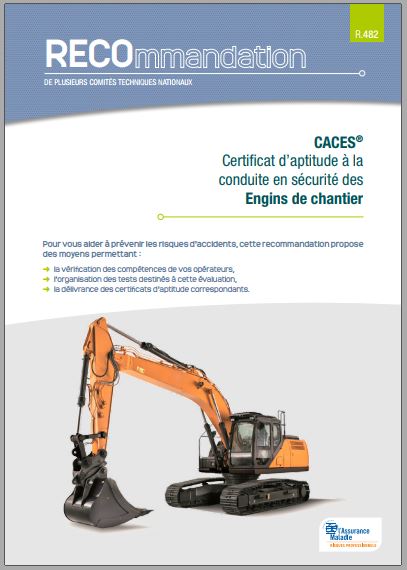 R.482
RECOmmandation
DE PLUSIEURS COMITÉS TECHNIQUES NATIONAUX
CACES®
Certificat d'aptitude à la
conduite en sécurité des
Engins de chantier
Pour vous aider à prévenir les risques d'accidents, cette recommandation propose
des moyens permettant :
➔ la vérification des compétences de vos opérateurs,
➔ l'organisation des tests destinés à cette évaluation,
➔ la délivrance des certificats d'aptitude correspondants.
l'Assurance
Maladie
RISQUES PROFESSIONNELS